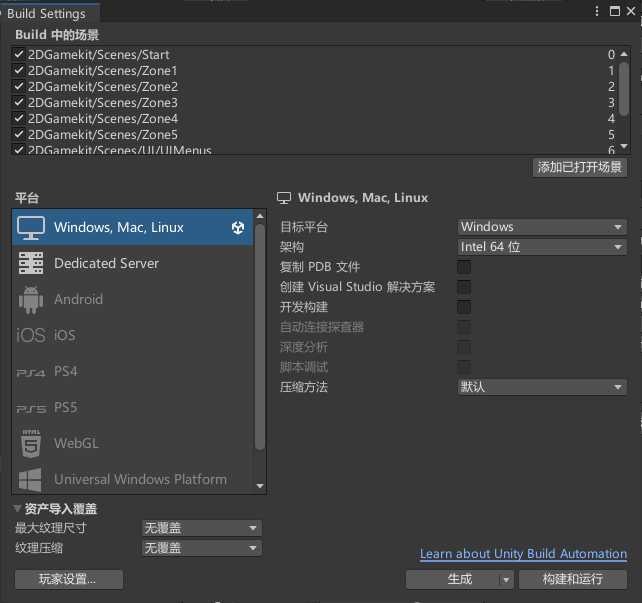 Build Settings
Build 中的场景
2DGamekit/Scenes/Start 0
2DGamekit/Scenes/Zone1 1
2DGamekit/Scenes/Zone2 2
2DGamekit/Scenes/Zone3 3
2DGamekit/Scenes/Zone4 4
2DGamekit/Scenes/Zone5 5
2DGamekit/Scenes/UI/UIMenus 6
添加已打开场景
平台
Windows, Mac, Linux
Dedicated Server
Android
iOS iOS
PS4 PS4
PS5 PS5
HTML 5 WebGL
Universal Windows Platform
Windows, Mac, Linux
目标平台 Windows
架构 Intel 64 位
复制 PDB 文件
创建 Visual Studio 解决方案
开发构建
自动连接探查器
深度分析
脚本调试
压缩方法 默认
资产导入覆盖
最大纹理尺寸 无覆盖
纹理压缩 无覆盖
Learn about Unity Build Automation
玩家设置... 生成 构建和运行